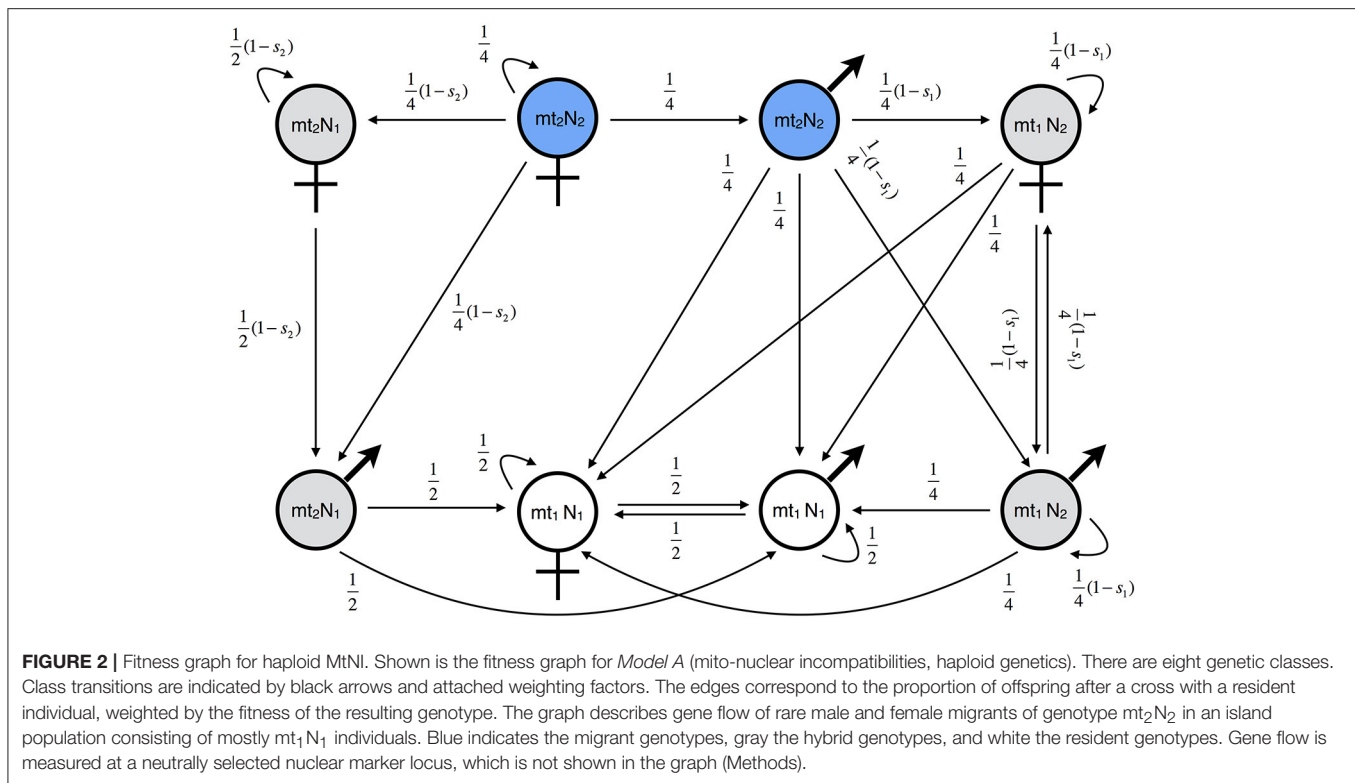 1/2 (1−s₂)
1/4
1/4 (1−s₂)
1/4
1/4 (1−s₁)
1/4 (1−s₁)
mt₂N₁
mt₂N₂
mt₂N₂
mt₁ N₂
1/4
1/4
1/4 (1−s₁)
1/4
1/4
1/2 (1−s₂)
1/4 (1−s₂)
1/4 (1−s₁)
1/4 (1−s₁)
1/2
1/2
1/2
1/4
mt₂N₁
mt₁ N₁
mt₁ N₁
mt₁ N₂
1/2
1/2
1/2
1/4
1/4 (1−s₁)
FIGURE 2 | Fitness graph for haploid MtNI. Shown is the fitness graph for Model A (mito-nuclear incompatibilities, haploid genetics). There are eight genetic classes.
Class transitions are indicated by black arrows and attached weighting factors. The edges correspond to the proportion of offspring after a cross with a resident
individual, weighted by the fitness of the resulting genotype. The graph describes gene flow of rare male and female migrants of genotype mt₂N₂ in an island
population consisting of mostly mt₁N₁ individuals. Blue indicates the migrant genotypes, gray the hybrid genotypes, and white the resident genotypes. Gene flow is
measured at a neutrally selected nuclear marker locus, which is not shown in the graph (Methods).